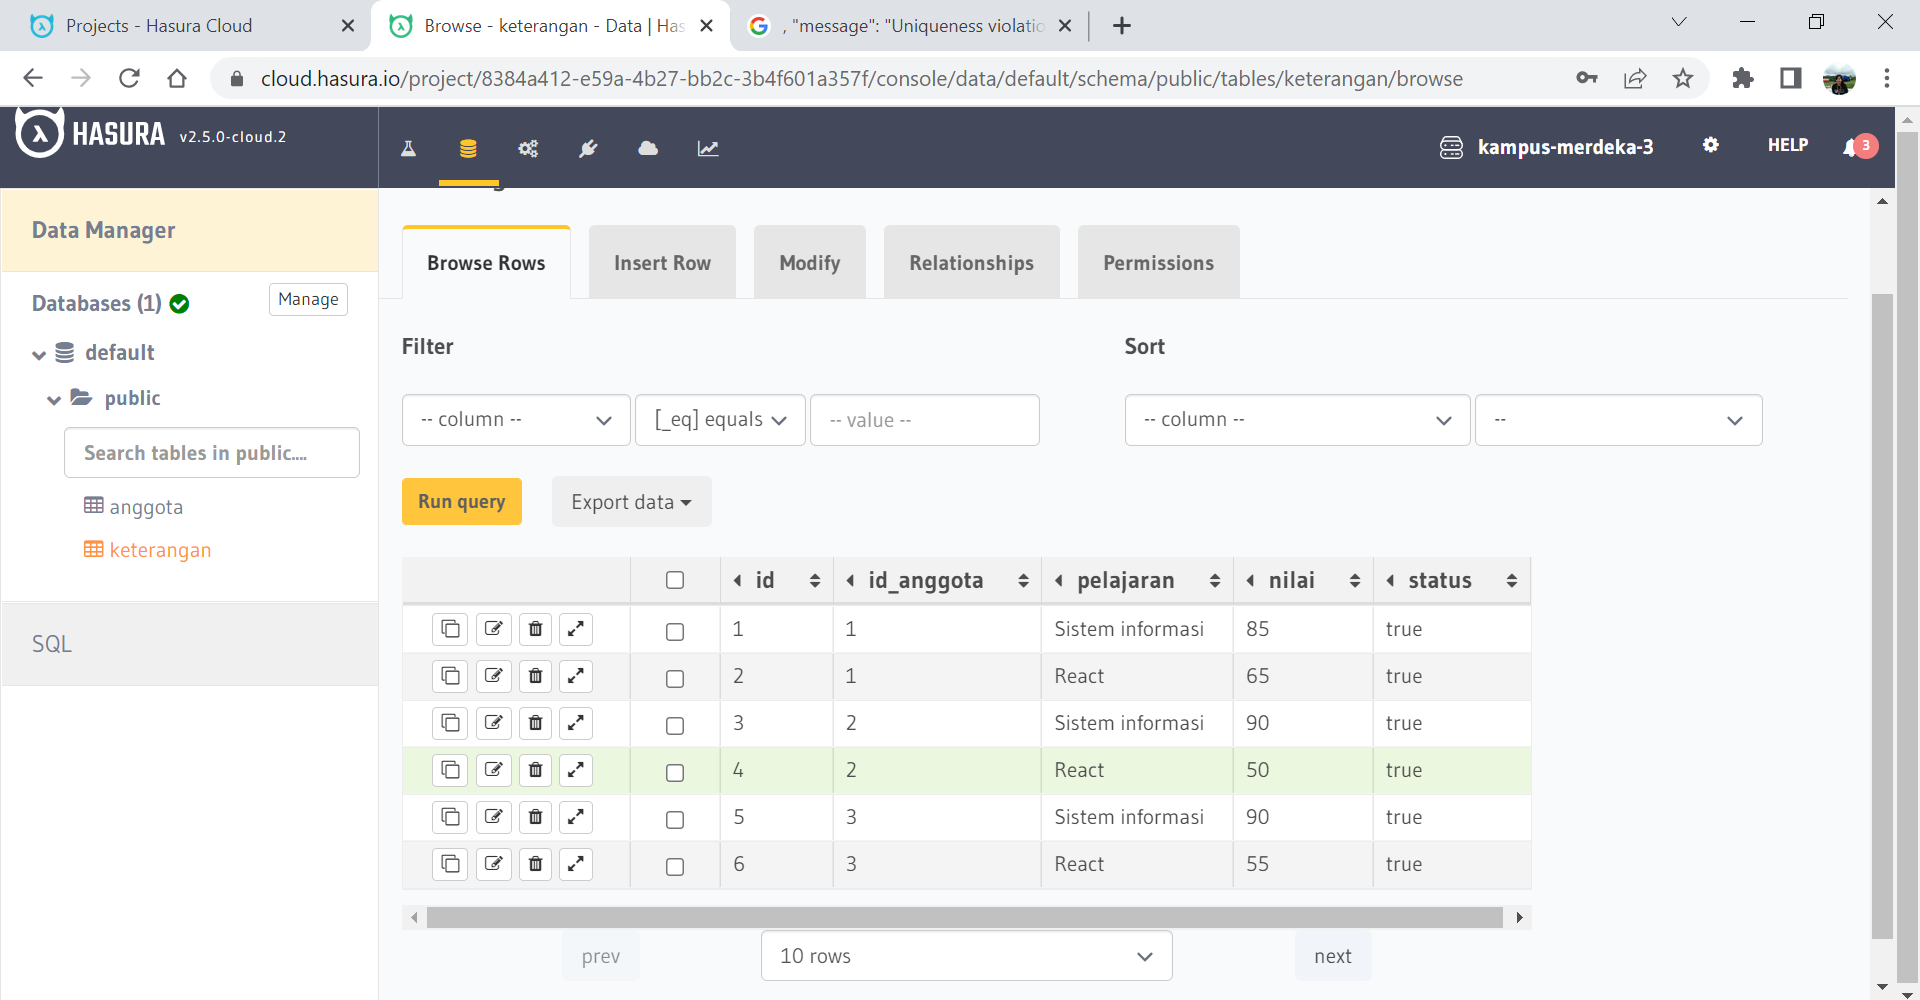 Projects - Hasura Cloud
Browse - keterangan - Data | Has
, "message": "Uniqueness violatio
cloud.hasura.io/project/8384a412-e59a-4b27-bb2c-3b4f601a357f/console/data/default/schema/public/tables/keterangan/browse
HASURA v2.5.0-cloud.2
kampus-merdeka-3
HELP
3
Data Manager
Databases (1)
Manage
default
public
Search tables in public....
anggota
keterangan
SQL
Browse Rows
Insert Row
Modify
Relationships
Permissions
Filter
Sort
-- column --
[_eq] equals
-- value --
-- column --
--
Run query
Export data
id id_anggota pelajaran nilai status
1 1 Sistem informasi 85 true
2 1 React 65 true
3 2 Sistem informasi 90 true
4 2 React 50 true
5 3 Sistem informasi 90 true
6 3 React 55 true
prev
10 rows
next